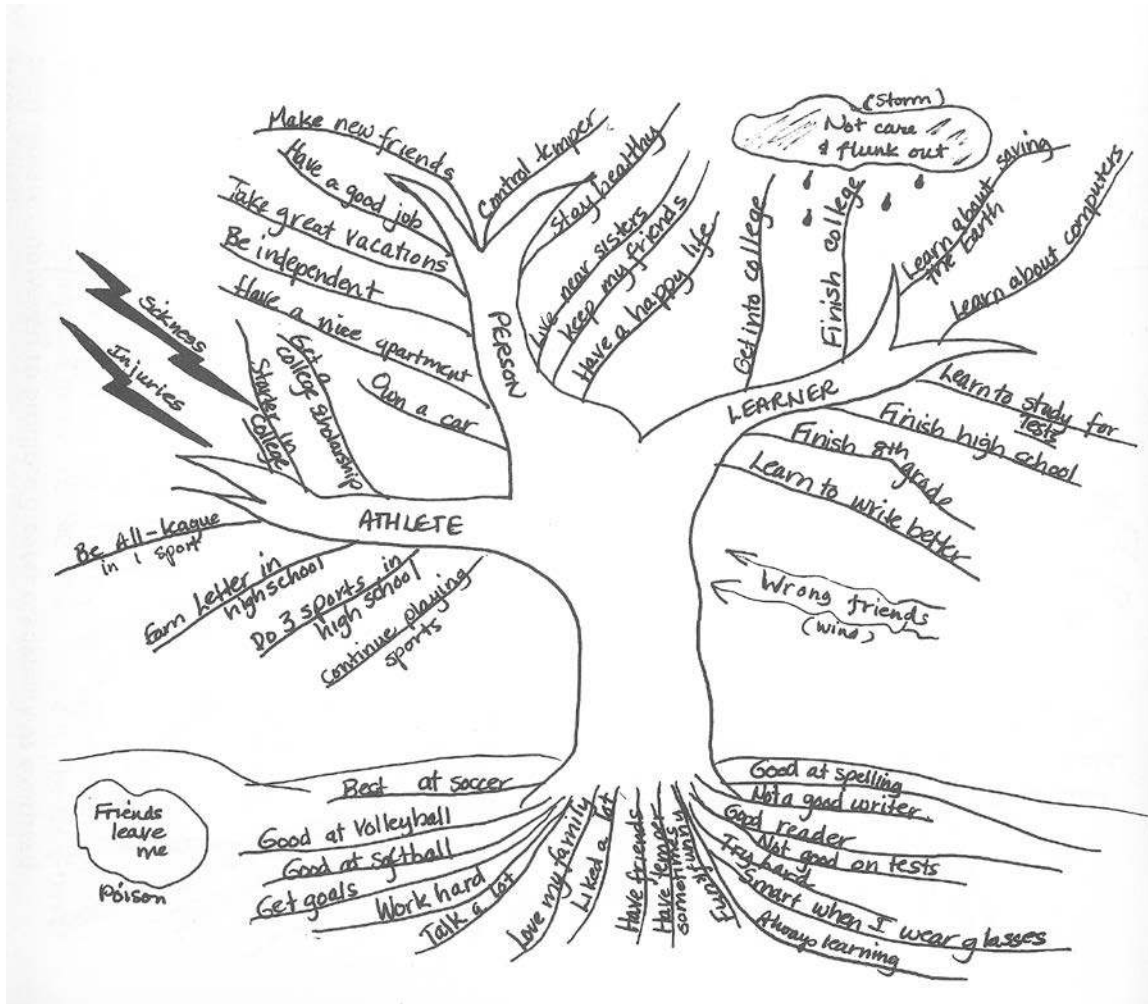 (Storm)
Not care
& flunk out
Make new friends
Have a good job
Take great vacations
Be independent
Have a nice apartment
Own a car
PERSON
Control temper
Stay healthy
Live near sisters
Keep my friends
Have a happy life
Get into college
Finish college
Learn about saving
the Earth
Learn about computers
LEARNER
Learn to study for
Tests
Finish high school
Finish 8th
grade
Learn to write better
Sickness
Injuries
Starter in
College
Get a
college scholarship
ATHLETE
Be All-league
in 1 sport
Earn Letter in
high school
Do 3 sports in
high school
Continue playing
sports
Wrong friends
(wind)
Friends
leave
me
Poison
Best at soccer
Good at volleyball
Good at softball
Get goals
Work hard
Talk a lot
Love my family
Liked a lot
Have friends
Have temper
sometimes
Funny
Good at spelling
Not a good writer
Good reader
Not good on tests
Try hard
Smart when I wear glasses
Always learning